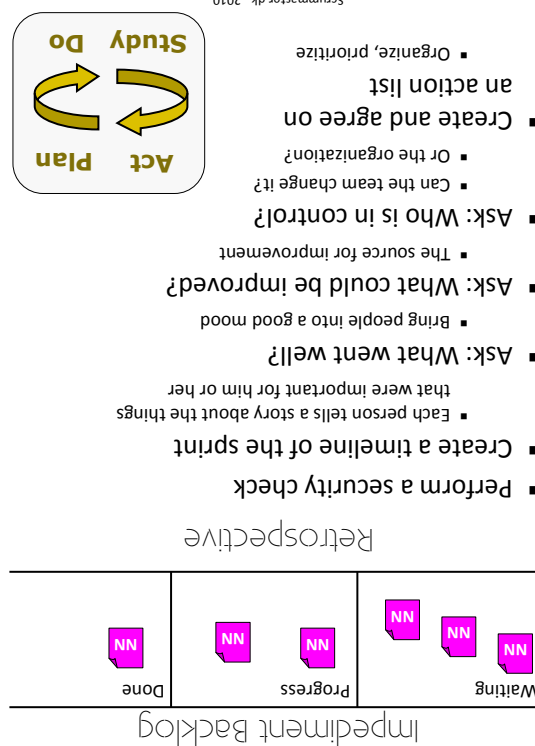 Impediment Backlog
Waiting
Progress
Done
NN
NN
NN
NN
NN
NN
Retrospective
▪ Perform a security check
▪ Create a timeline of the sprint
▪ Each person tells a story about the things
that were important for him or her
▪ Ask: What went well?
▪ Bring people into a good mood
▪ Ask: What could be improved?
▪ The source for improvement
▪ Ask: Who is in control?
▪ Can the team change it?
▪ Or the organization?
▪ Create and agree on
an action list
▪ Organize, prioritize
Act Plan
Study Do